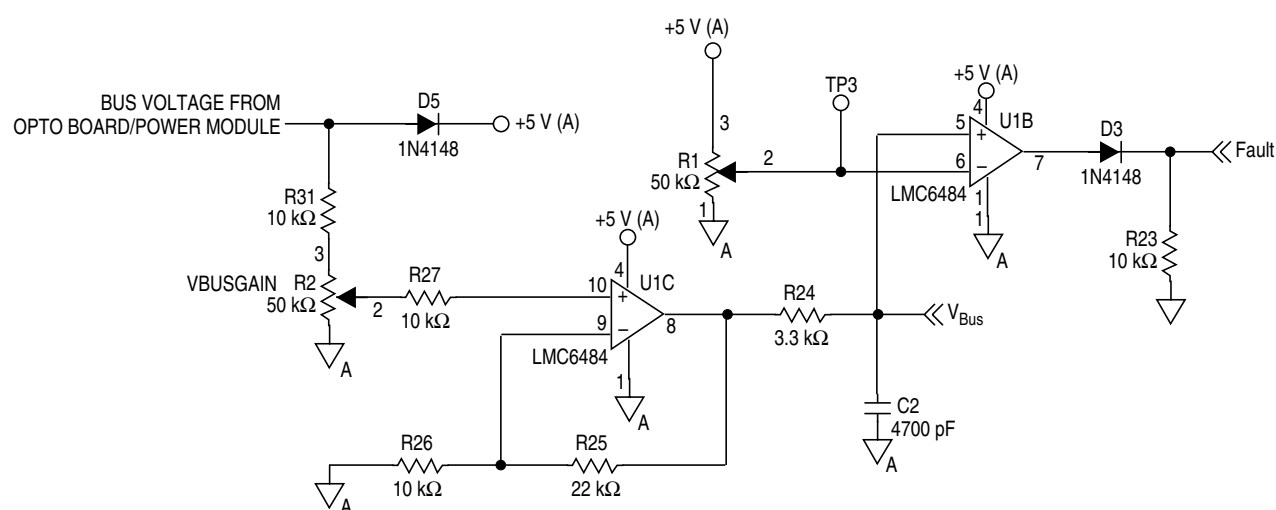 BUS VOLTAGE FROM
OPTO BOARD/POWER MODULE
D5
1N4148
+5 V (A)
R31
10 kΩ
3
VBUSGAIN
R2
50 kΩ
2
A
R27
10 kΩ
+5 V (A)
4
10
+
9
−
U1C
8
LMC6484
1
A
R26
10 kΩ
A
R25
22 kΩ
+5 V (A)
3
R1
50 kΩ
2
1
A
TP3
+5 V (A)
4
5
+
6
−
U1B
7
LMC6484
1
1
A
D3
1N4148
Fault
R23
10 kΩ
R24
3.3 kΩ
VBus
C2
4700 pF
A